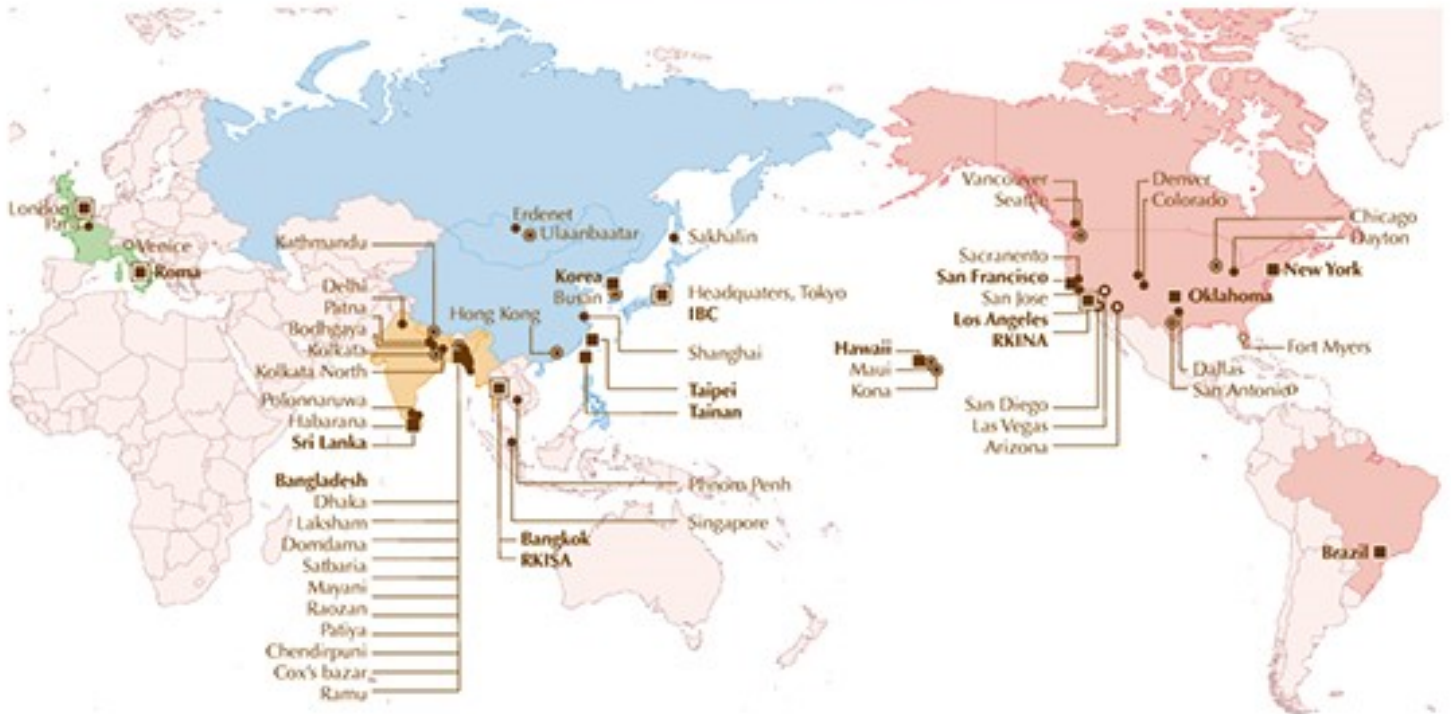 London
Paris
Venice
Roma
Kathmandu
Delhi
Patna
Bodhgaya
Kolkata
Kolkata North
Polonnaruwa
Habarana
Sri Lanka
Bangladesh
Dhaka
Laksham
Domdama
Satbaria
Mayani
Raozan
Patiya
Chendirpuni
Cox's bazar
Ramu
Erdenet
Ulaanbaatar
Sakhalin
Korea
Busan
Headquaters, Tokyo
IBC
Hong Kong
Shanghai
Taipei
Tainan
Phnom Penh
Singapore
Bangkok
RKISA
Hawaii
Maui
Kona
Vancouver
Seattle
Sacranento
San Francisco
San Jose
Los Angeles
RKINA
San Diego
Las Vegas
Arizona
Denver
Colorado
Chicago
Dayton
New York
Oklahoma
Fort Myers
Dallas
San Antonio
Brazil